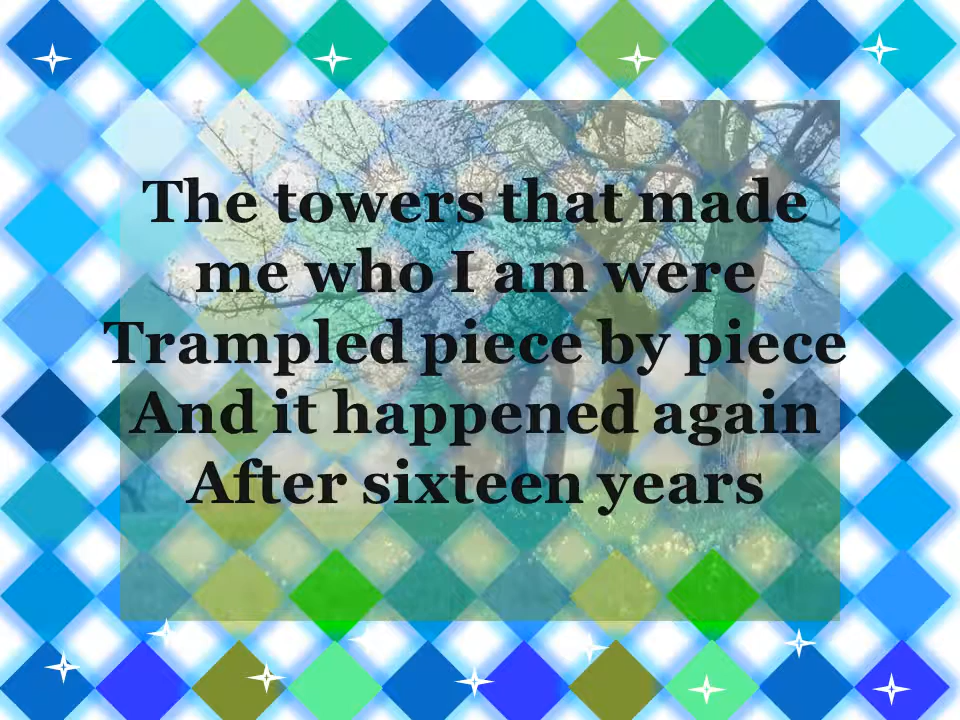 The towers that made
me who I am were
Trampled piece by piece
And it happened again
After sixteen years